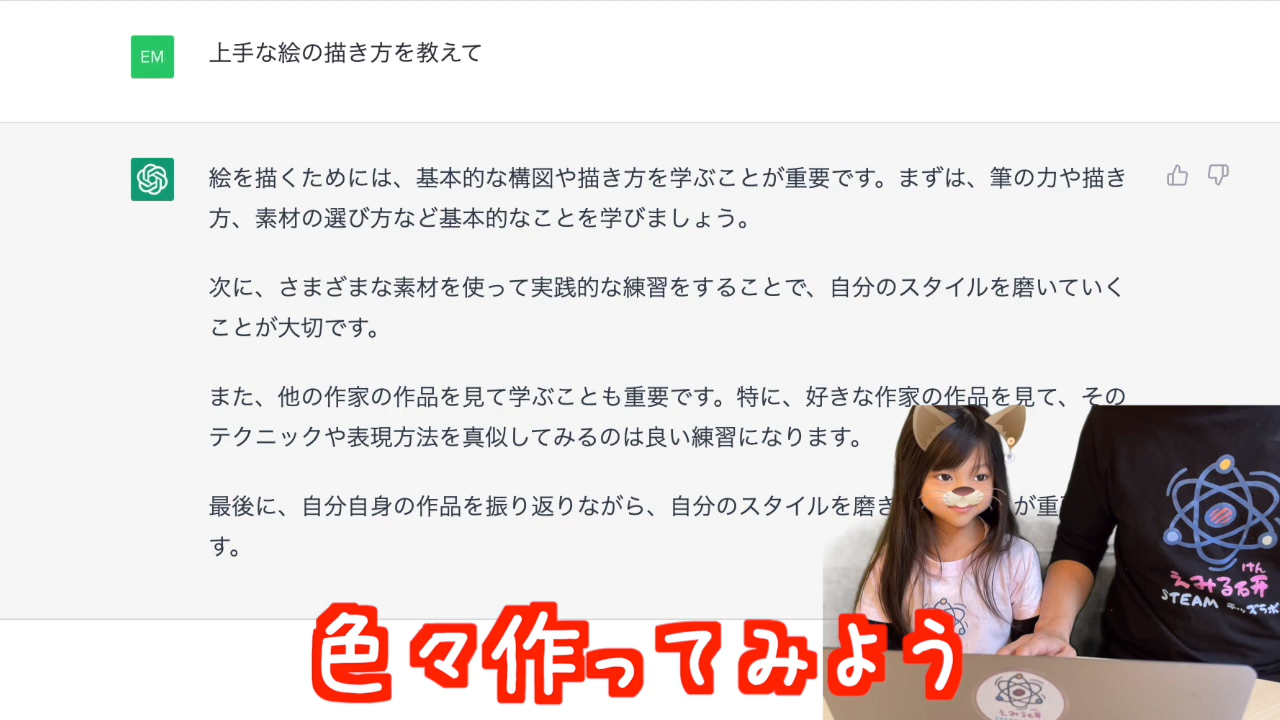 EM
上手な絵の描き方を教えて
絵を描くためには、基本的な構図や描き方を学ぶことが重要です。まずは、筆の力や描き
方、素材の選び方など基本的なことを学びましょう。
次に、さまざまな素材を使って実践的な練習をすることで、自分のスタイルを磨いていく
ことが大切です。
また、他の作家の作品を見て学ぶことも重要です。特に、好きな作家の作品を見て、その
テクニックや表現方法を真似してみるのは良い練習になります。
最後に、自分自身の作品を振り返りながら、自分のスタイルを磨き が重
す。
けん
えみる研
STEAM キッズラボ
色々作ってみよう
えみる研